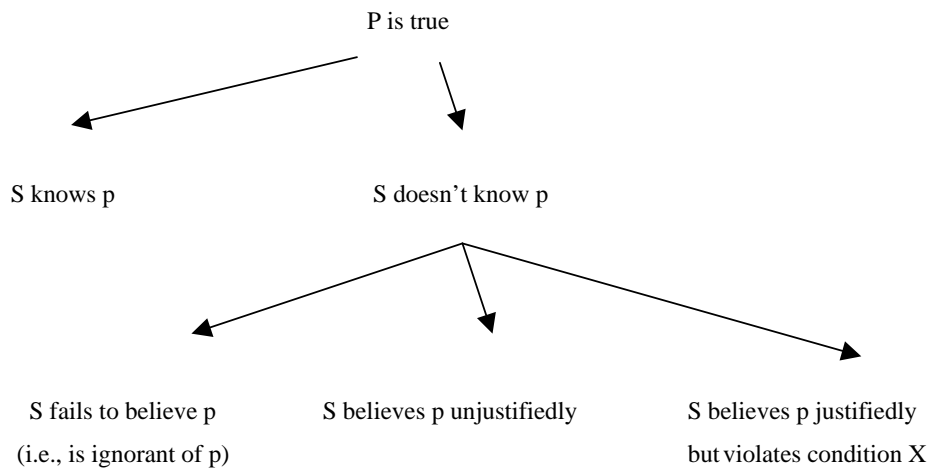 P is true
S knows p
S doesn’t know p
S fails to believe p
(i.e., is ignorant of p)
S believes p unjustifiedly
S believes p justifiedly
but violates condition X